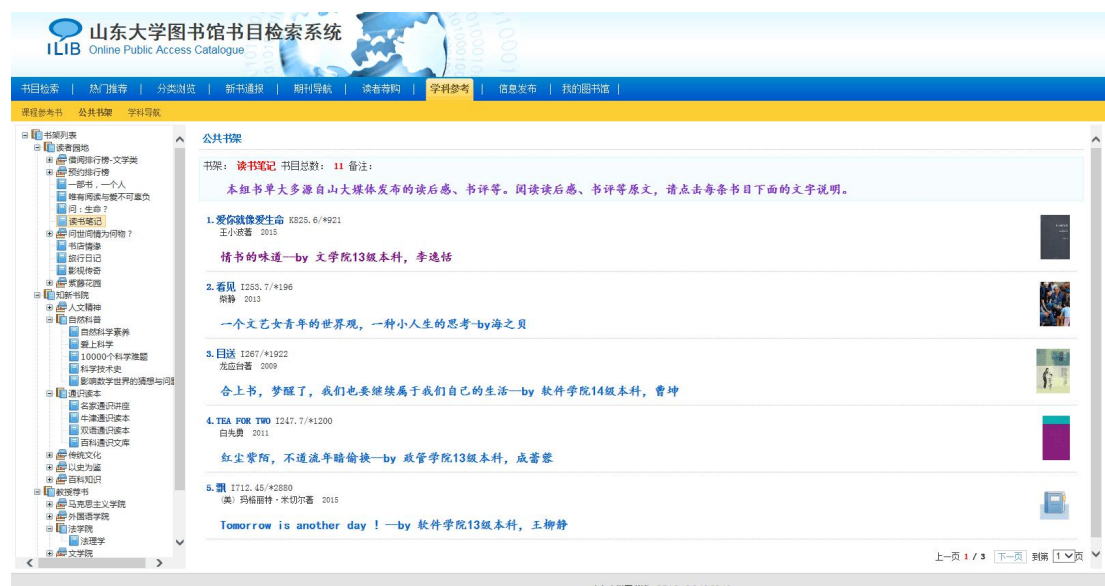 山东大学图书馆书目检索系统
ILIB Online Public Access Catalogue
书目检索 | 热门推荐 | 分类浏览 | 新书通报 | 期刊导航 | 读者荐购 | 学科参考 | 信息发布 | 我的图书馆 |
课程参考书 公共书架 学科导航
书架列表
读者园地
借阅排行榜-文学类
预约排行榜
一部书，一个人
唯有阅读与爱不可辜负
问：生命？
读书笔记
问世间情为何物？
书店情缘
旅行日记
影视传奇
紫藤花园
知新书院
人文精神
自然科普
自然科学素养
爱上科学
10000个科学难题
科学技术史
影响数学世界的猜想与问题
通识读本
名家通识讲座
牛津通识读本
双语通识读本
百科通识文库
传统文化
以史为鉴
百科知识
教授荐书
马克思主义学院
外国语学院
法学院
法理学
文学院
公共书架
书架： 读书笔记 书目总数： 11 备注：
本组书单大多源自山大媒体发布的读后感、书评等。阅读读后感、书评等原文，请点击每条书目下面的文字说明。
1. 爱你就像爱生命 K825.6/*921
王小波著 2015
情书的味道—by 文学院13级本科，李逸恬
2. 看见 I253.7/*196
柴静 2013
一个文艺女青年的世界观，一种小人生的思考-by海之贝
3. 目送 I267/*1922
龙应台著 2009
合上书，梦醒了，我们也要继续属于我们自己的生活—by 软件学院14级本科，曹坤
4. TEA FOR TWO I247.7/*1200
白先勇 2011
红尘紫陌，不道流年暗偷换—by 政管学院13级本科，成蕾馨
5. 飘 I712.45/*2880
(美) 玛格丽特·米切尔著 2015
Tomorrow is another day ！—by 软件学院13级本科，王柳静
上一页 1 / 3 下一页 到第 1 页